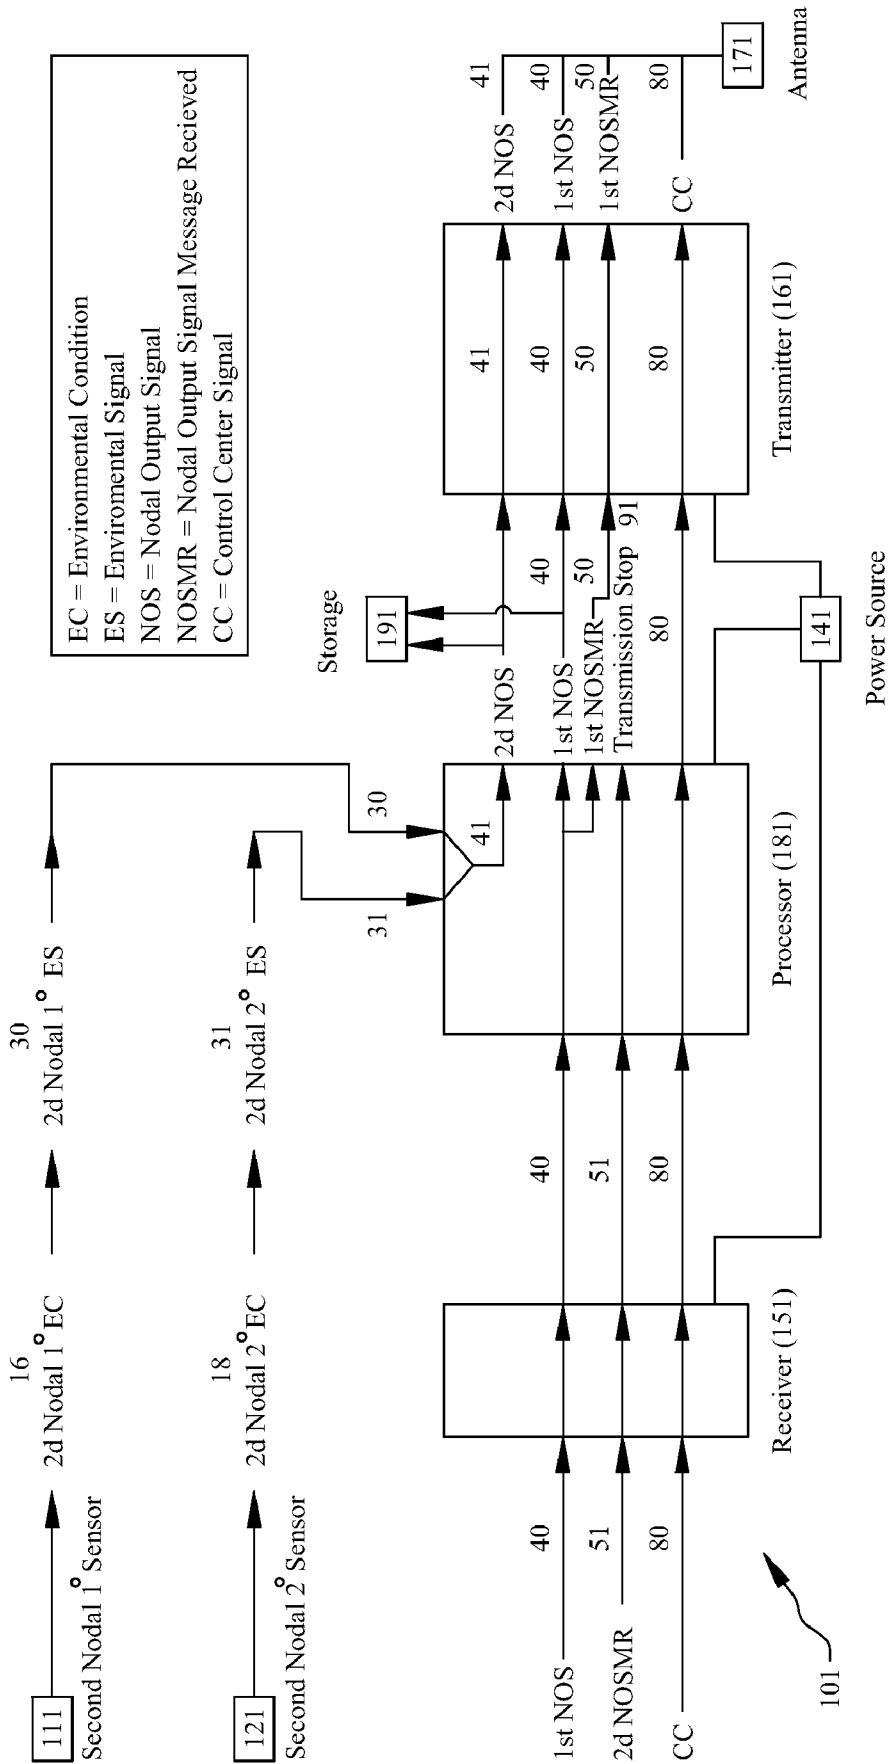 EC = Environmental Condition
ES = Enviromental Signal
NOS = Nodal Output Signal
NOSMR = Nodal Output Signal Message Recieved
CC = Control Center Signal
111
Second Nodal 1° Sensor
16
2d Nodal 1° EC
30
2d Nodal 1° ES
121
Second Nodal 2° Sensor
18
2d Nodal 2° EC
31
2d Nodal 2° ES
31
30
41
Storage
191
1st NOS
40
2d NOSMR
51
CC
80
Receiver (151)
40
51
80
Processor (181)
2d NOS
1st NOS
40
1st NOSMR
50
Transmission Stop 91
80
41
40
50
80
Transmitter (161)
2d NOS
41
1st NOS
40
1st NOSMR
50
CC
80
171
Antenna
141
Power Source
101